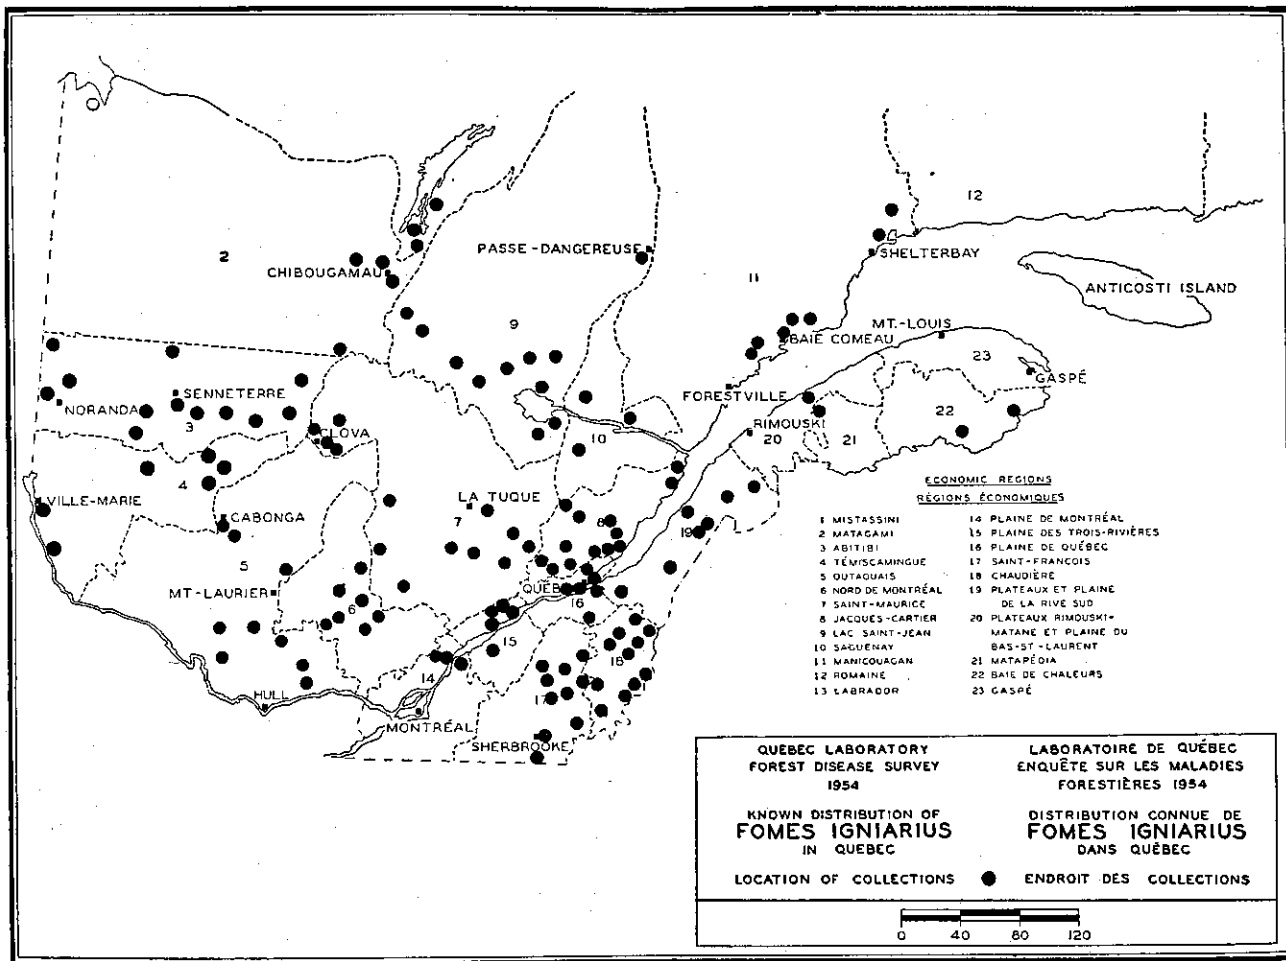 12
2
PASSE-DANGEREUSE
SHELTERBAY
CHIBOUGAMAU
11
ANTICOSTI ISLAND
9
MT.-LOUIS
BAIE COMEAU
23
GASPÉ
SENNETERRE
FORESTVILLE
NORANDA
3
22
CLOVA
10
RIMOUSKI
20
21
4
VILLE-MARIE
LA TUQUE
CABONGA
7
8
19
5
MT-LAURIER
QUÉB
16
6
15
18
14
HULL
17
MONTRÉAL
SHERBROOKE
ECONOMIC REGIONS
RÉGIONS ÉCONOMIQUES
1 MISTASSINI
2 MATAGAMI
3 ABITIBI
4 TÉMISCAMINGUE
5 OUTAOUAIS
6 NORD DE MONTRÉAL
7 SAINT-MAURICE
8 JACQUES-CARTIER
9 LAC SAINT-JEAN
10 SAGUENAY
11 MANICOUAGAN
12 ROMAINE
13 LABRADOR
14 PLAINE DE MONTRÉAL
15 PLAINE DES TROIS-RIVIÈRES
16 PLAINE DE QUÉBEC
17 SAINT-FRANÇOIS
18 CHAUDIÈRE
19 PLATEAUX ET PLAINE
DE LA RIVE SUD
20 PLATEAUX RIMOUSKI-
MATANE ET PLAINE DU
BAS-ST-LAURENT
21 MATAPÉDIA
22 BAIE DE CHALEURS
23 GASPÉ
QUEBEC LABORATORY
FOREST DISEASE SURVEY
1954
KNOWN DISTRIBUTION OF
FOMES IGNIARIUS
IN QUEBEC
LABORATOIRE DE QUÉBEC
ENQUÊTE SUR LES MALADIES
FORESTIÈRES 1954
DISTRIBUTION CONNUE DE
FOMES IGNIARIUS
DANS QUÉBEC
LOCATION OF COLLECTIONS ● ENDROIT DES COLLECTIONS
0 40 80 120